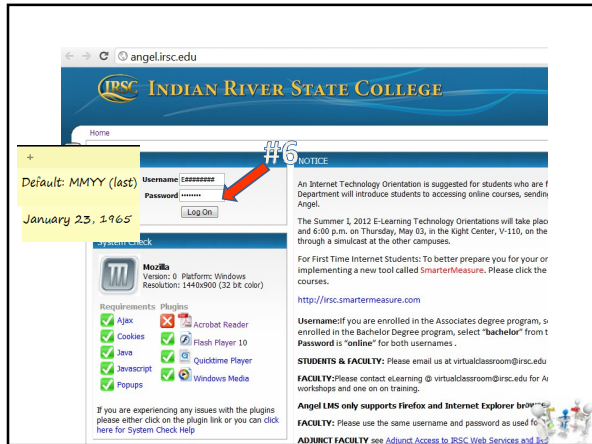 angel.irsc.edu
IRSC INDIAN RIVER STATE COLLEGE
Home
#6
+
Default: MMYY (last)
January 23, 1965
Username E########
Password ********
Log On
System Check
Mozilla
Version: 0 Platform: Windows
Resolution: 1440x900 (32 bit color)
Requirements Plugins
Ajax
Cookies
Java
Javascript
Popups
Acrobat Reader
Flash Player 10
Quicktime Player
Windows Media
If you are experiencing any issues with the plugins
please either click on the plugin link or you can click
here for System Check Help
NOTICE
An Internet Technology Orientation is suggested for students who are f
Department will introduce students to accessing online courses, sending
Angel.
The Summer I, 2012 E-Learning Technology Orientations will take plac
and 6:00 p.m. on Thursday, May 03, in the Kight Center, V-110, on the
through a simulcast at the other campuses.
For First Time Internet Students: To better prepare you for your on
implementing a new tool called SmarterMeasure. Please click the
courses.
http://irsc.smartermeasure.com
Username:If you are enrolled in the Associates degree program, s
enrolled in the Bachelor Degree program, select "bachelor" from t
Password is "online" for both usernames .
STUDENTS & FACULTY: Please email us at virtualclassroom@irsc.edu
FACULTY:Please contact eLearning @ virtualclassroom@irsc.edu for A
workshops and one on on training.
Angel LMS only supports Firefox and Internet Explorer brow
FACULTY: Please use the same username and password as used fo
ADJUNCT FACULTY see Adjunct Access to IRSC Web Services and